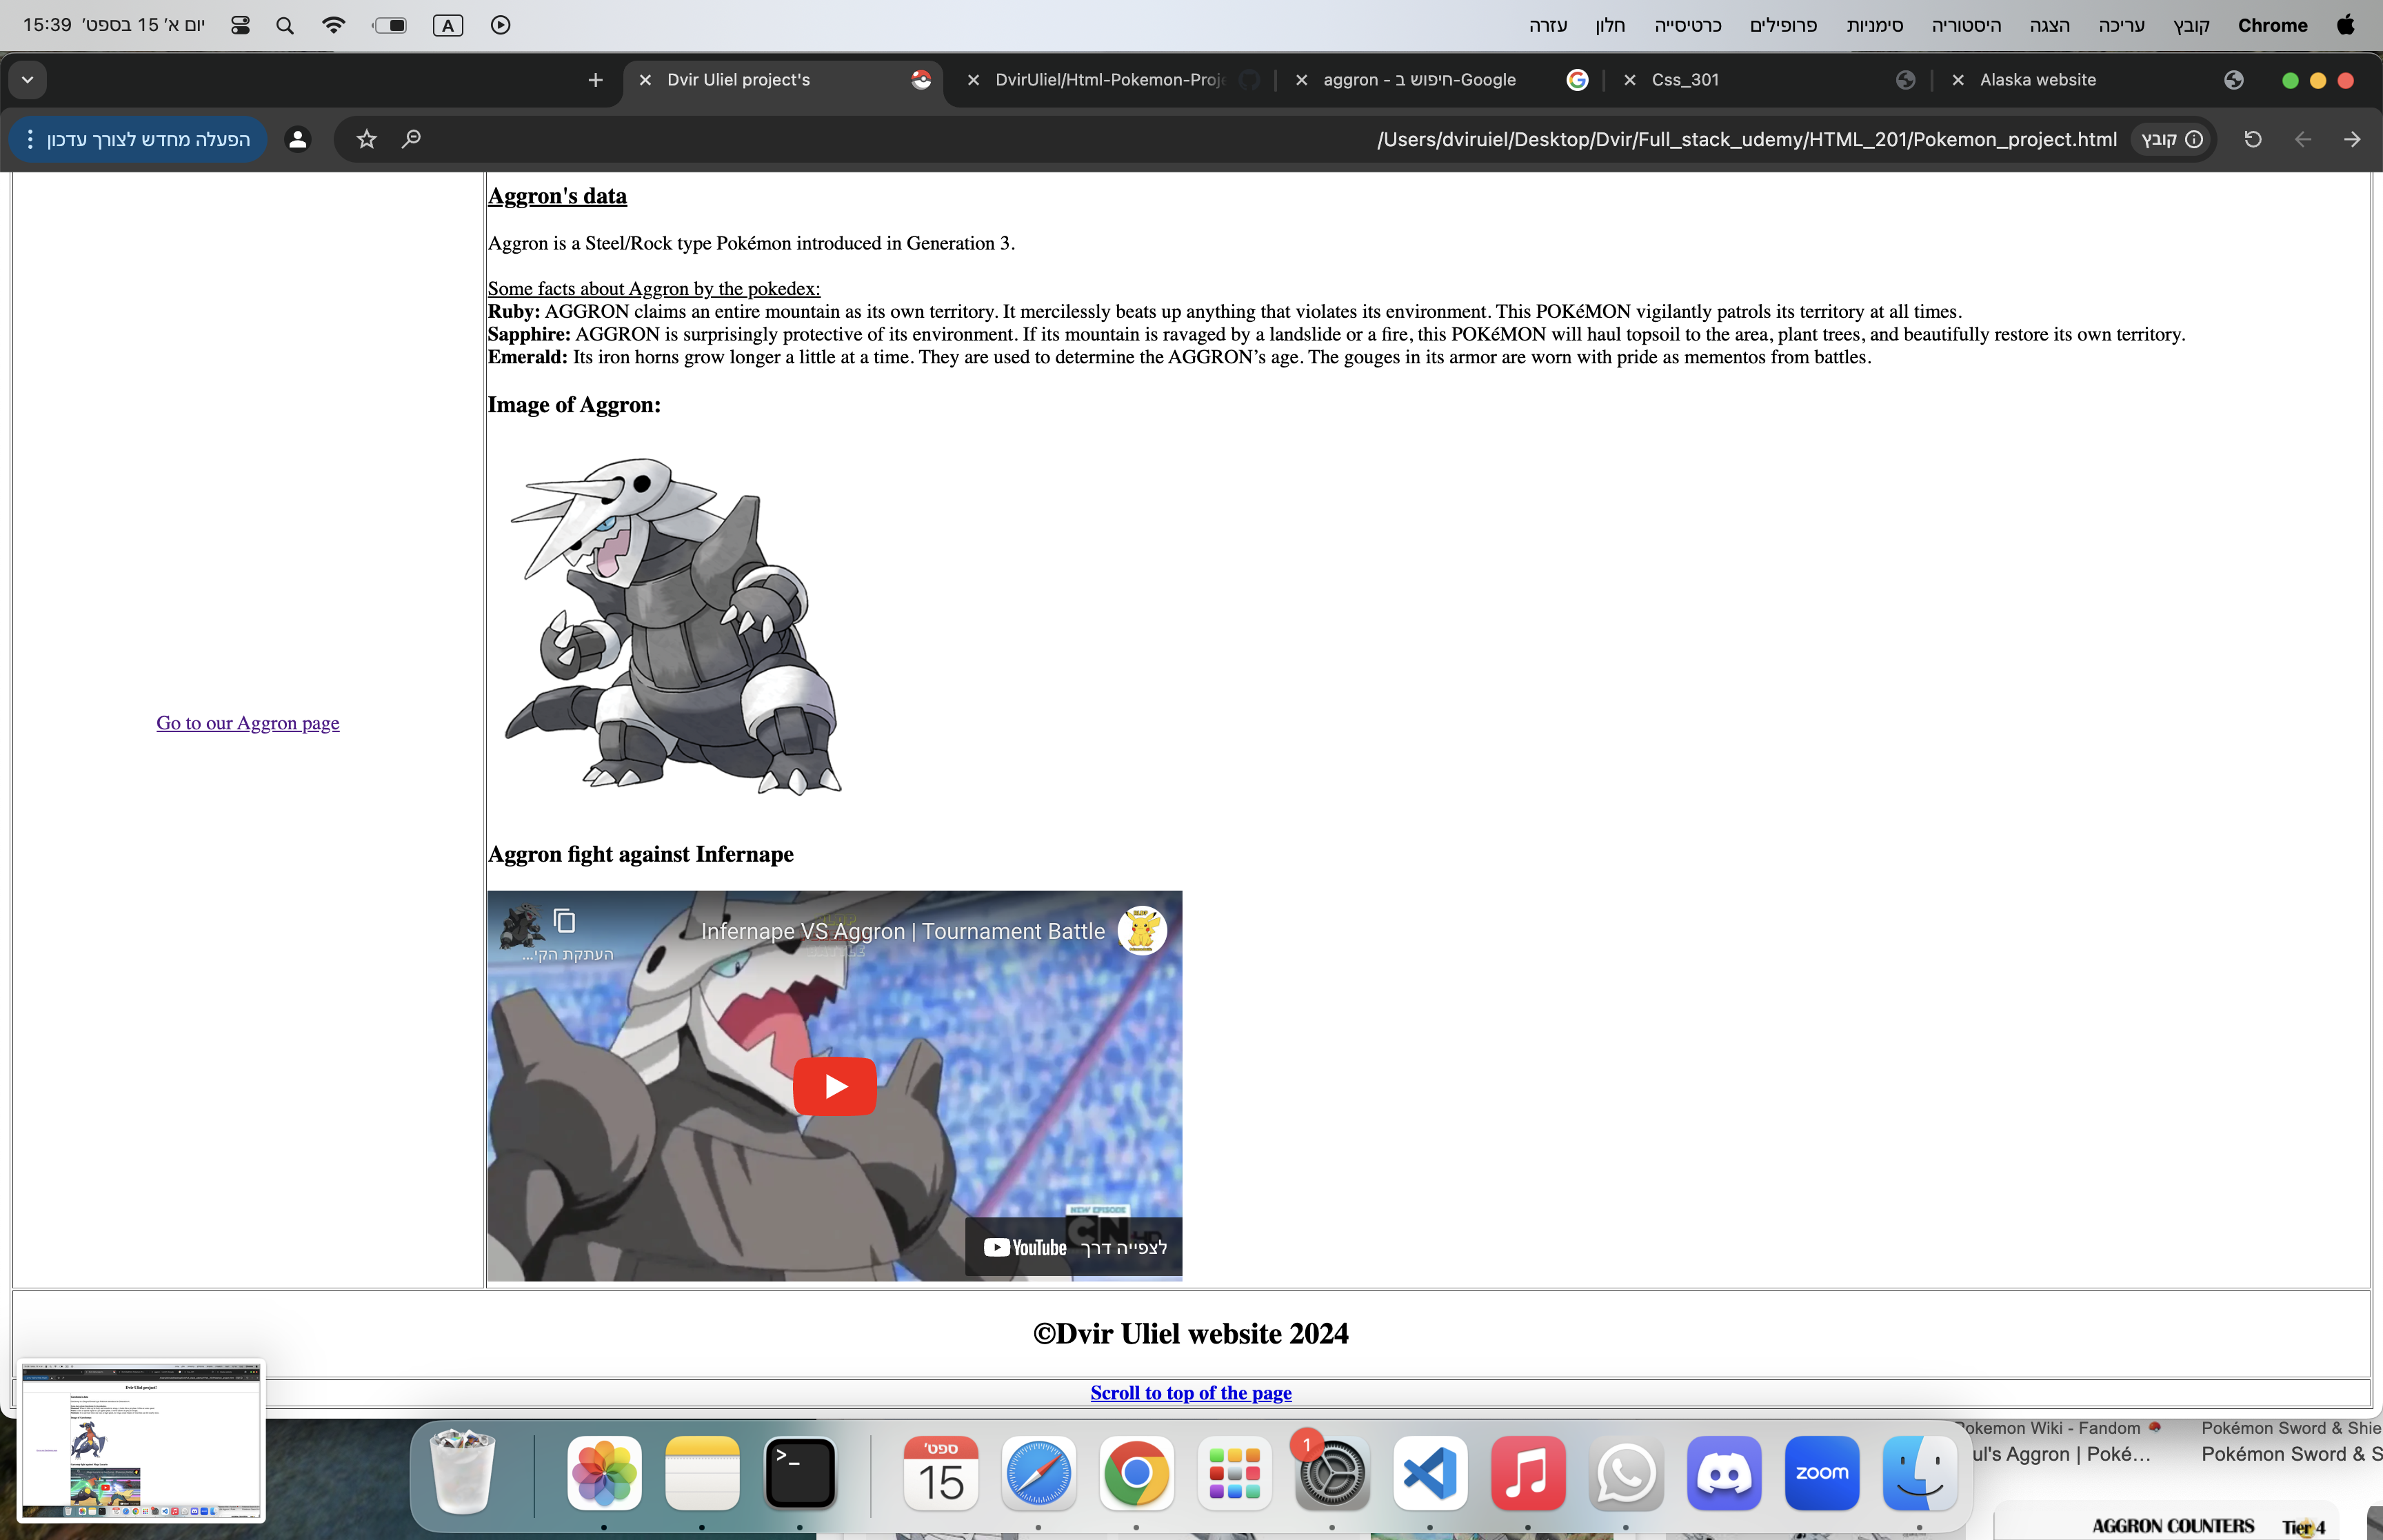 15:39 יום א׳ 15 בספט׳
A
עזרה חלון כרטיסייה פרופילים סימניות היסטוריה הצגה עריכה קובץ Chrome
Dvir Uliel project's
DvirUliel/Html-Pokemon-Proj
aggron - חיפוש ב-Google
Css_301
Alaska website
הפעלה מחדש לצורך עדכון
/Users/dviruiel/Desktop/Dvir/Full_stack_udemy/HTML_201/Pokemon_project.html
קובץ
Aggron's data
Aggron is a Steel/Rock type Pokémon introduced in Generation 3.
Some facts about Aggron by the pokedex:
Ruby: AGGRON claims an entire mountain as its own territory. It mercilessly beats up anything that violates its environment. This POKéMON vigilantly patrols its territory at all times.
Sapphire: AGGRON is surprisingly protective of its environment. If its mountain is ravaged by a landslide or a fire, this POKéMON will haul topsoil to the area, plant trees, and beautifully restore its own territory.
Emerald: Its iron horns grow longer a little at a time. They are used to determine the AGGRON’s age. The gouges in its armor are worn with pride as mementos from battles.
Image of Aggron:
Go to our Aggron page
Aggron fight against Infernape
Infernape VS Aggron | Tournament Battle
העתקת הקי...
NEW EPISODE
CN
לצפייה דרך YouTube
©Dvir Uliel website 2024
Scroll to top of the page
Dvir Uliel project!
Pokemon Wiki - Fandom
Pokémon Sword & Shie
ul's Aggron | Poké...
Pokémon Sword & S
ספט׳
15
1
zoom
AGGRON COUNTERS Tier 4